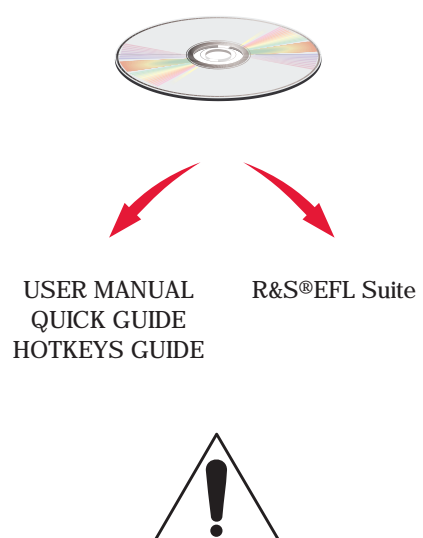 USER MANUAL
QUICK GUIDE
HOTKEYS GUIDE
R&S®EFL Suite